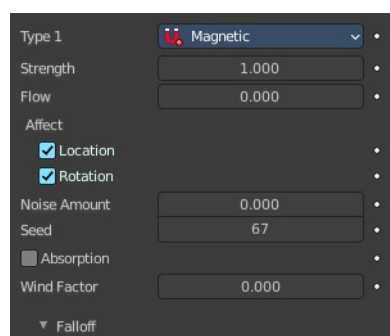 Type 1 Magnetic
Strength 1.000
Flow 0.000
Affect
Location
Rotation
Noise Amount 0.000
Seed 67
Absorption
Wind Factor 0.000
Falloff